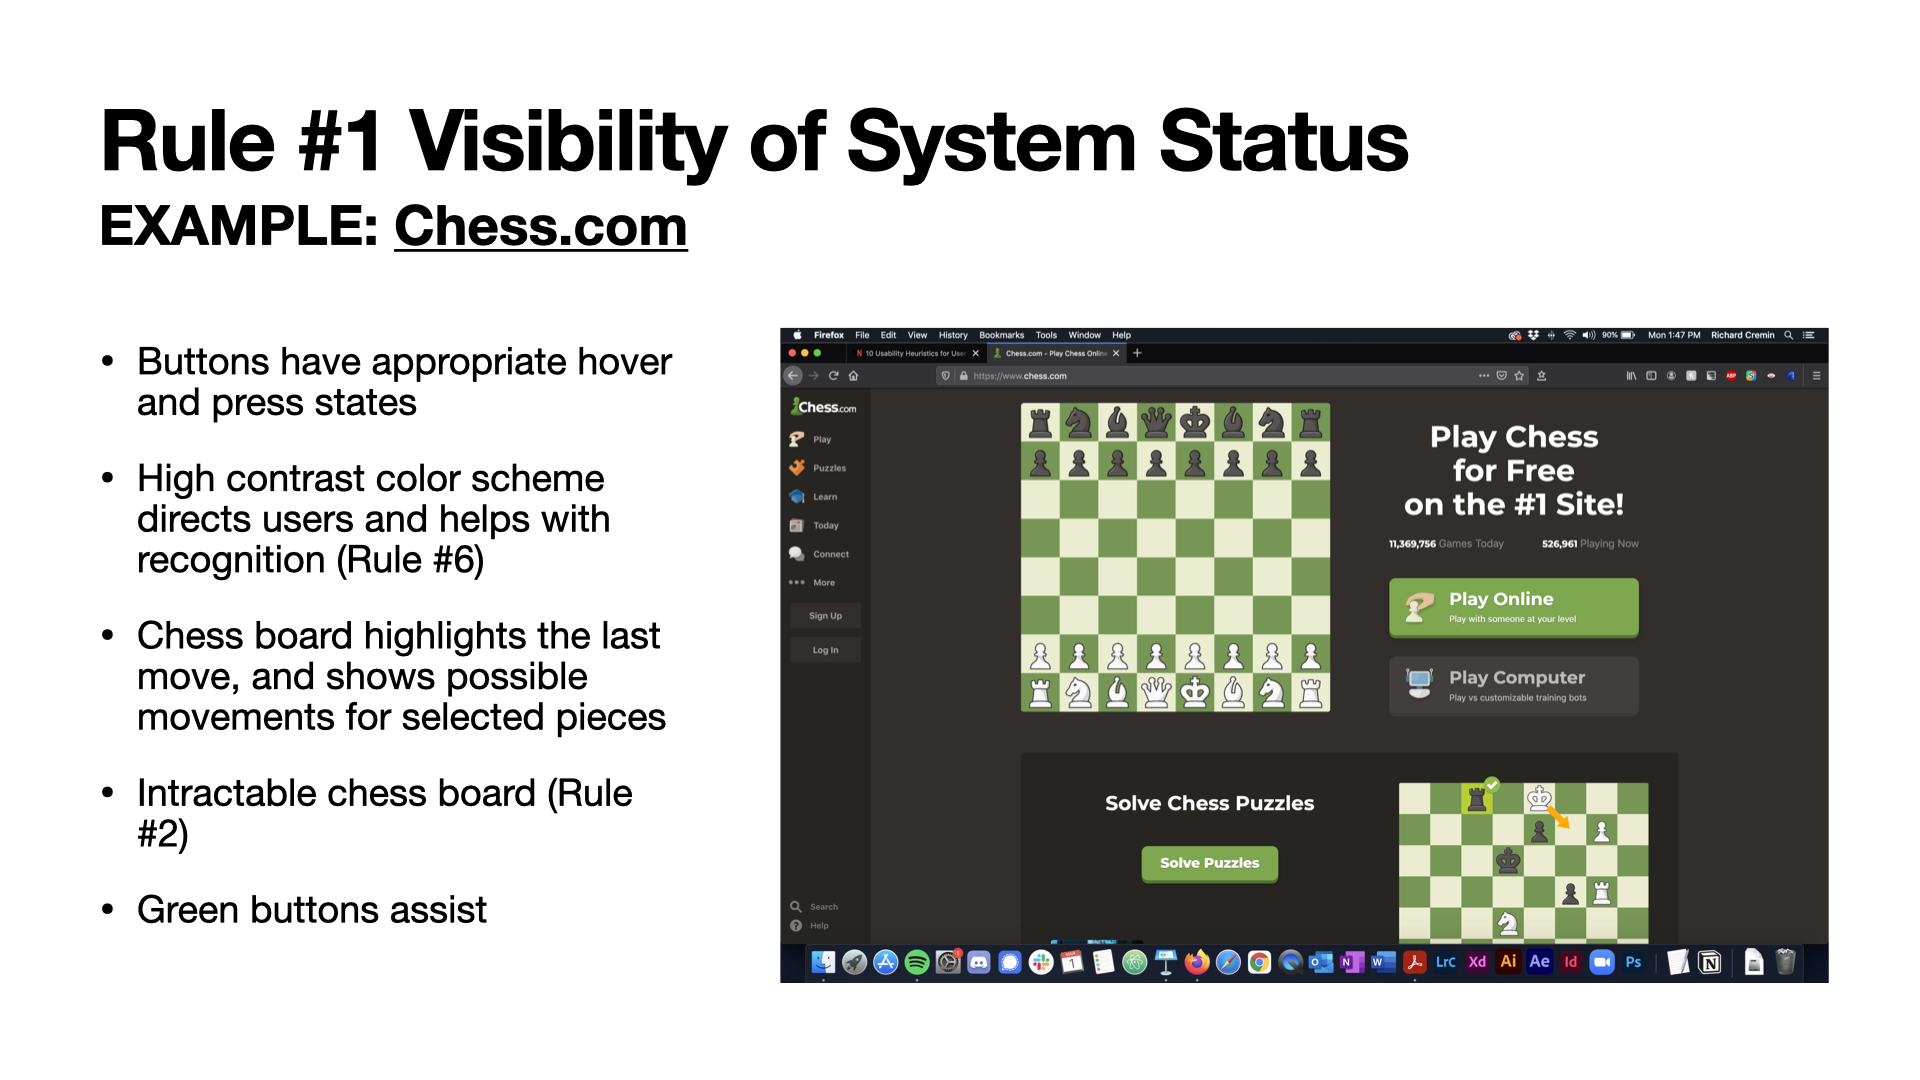 Rule #1 Visibility of System Status
EXAMPLE: Chess.com
• Buttons have appropriate hover
and press states
• High contrast color scheme
directs users and helps with
recognition (Rule #6)
• Chess board highlights the last
move, and shows possible
movements for selected pieces
• Intractable chess board (Rule
#2)
• Green buttons assist
Firefox File Edit View History Bookmarks Tools Window Help
90% Mon 1:47 PM Richard Cremin
N 10 Usability Heuristics for User
Chess.com - Play Chess Online
https://www.chess.com
ABP
Chess.com
Play
Puzzles
Learn
Today
Connect
More
Sign Up
Log In
Search
Help
Play Chess
for Free
on the #1 Site!
11,369,756 Games Today 526,961 Playing Now
Play Online
Play with someone at your level
Play Computer
Play vs customizable training bots
Solve Chess Puzzles
Solve Puzzles
1 O N W LrC Xd Ai Ae Id Ps N